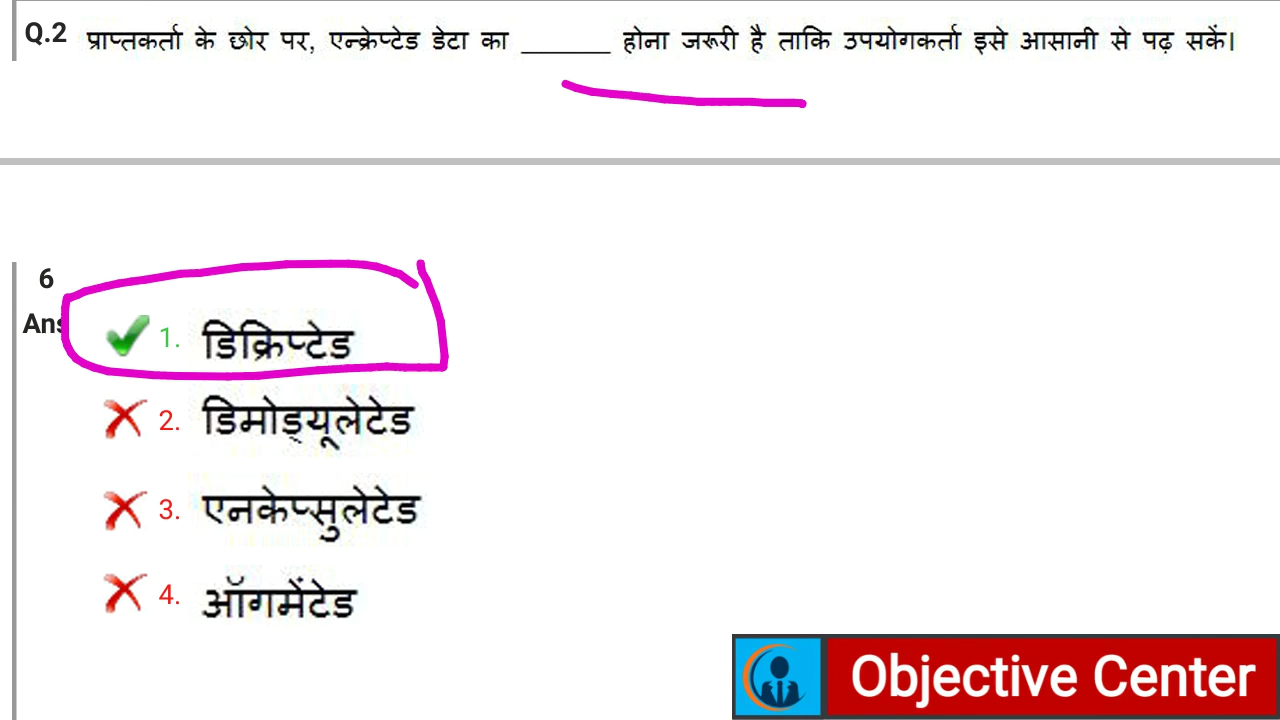 Q.2 प्राप्तकर्ता के छोर पर, एन्क्रेप्टेड डेटा का _______ होना जरूरी है ताकि उपयोगकर्ता इसे आसानी से पढ़ सकें।
6
Ans
1. डिक्रिप्टेड
2. डिमोड्यूलेटेड
3. एनकेप्सुलेटेड
4. ऑगमेंटेड
Objective Center